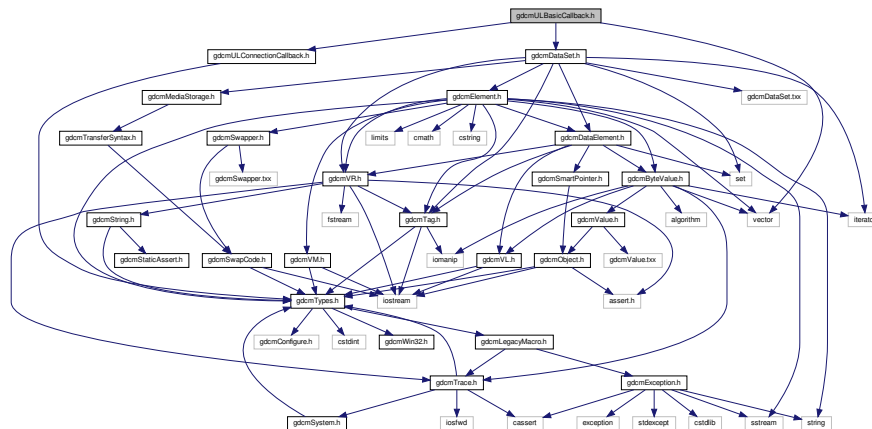 gdcmULBasicCallback.h
gdcmULConnectionCallback.h
gdcmDataSet.h
gdcmMediaStorage.h
gdcmElement.h
gdcmDataSet.txx
gdcmTransferSyntax.h
gdcmSwapper.h
limits
cmath
cstring
gdcmDataElement.h
gdcmSwapper.txx
gdcmVR.h
gdcmSmartPointer.h
gdcmByteValue.h
set
gdcmString.h
fstream
gdcmTag.h
gdcmValue.h
algorithm
vector
iterator
gdcmStaticAssert.h
gdcmSwapCode.h
gdcmVM.h
iomanip
gdcmVL.h
gdcmObject.h
gdcmValue.txx
gdcmTypes.h
iostream
assert.h
gdcmConfigure.h
cstdint
gdcmWin32.h
gdcmLegacyMacro.h
gdcmTrace.h
gdcmException.h
gdcmSystem.h
iosfwd
cassert
exception
stdexcept
cstdlib
sstream
string